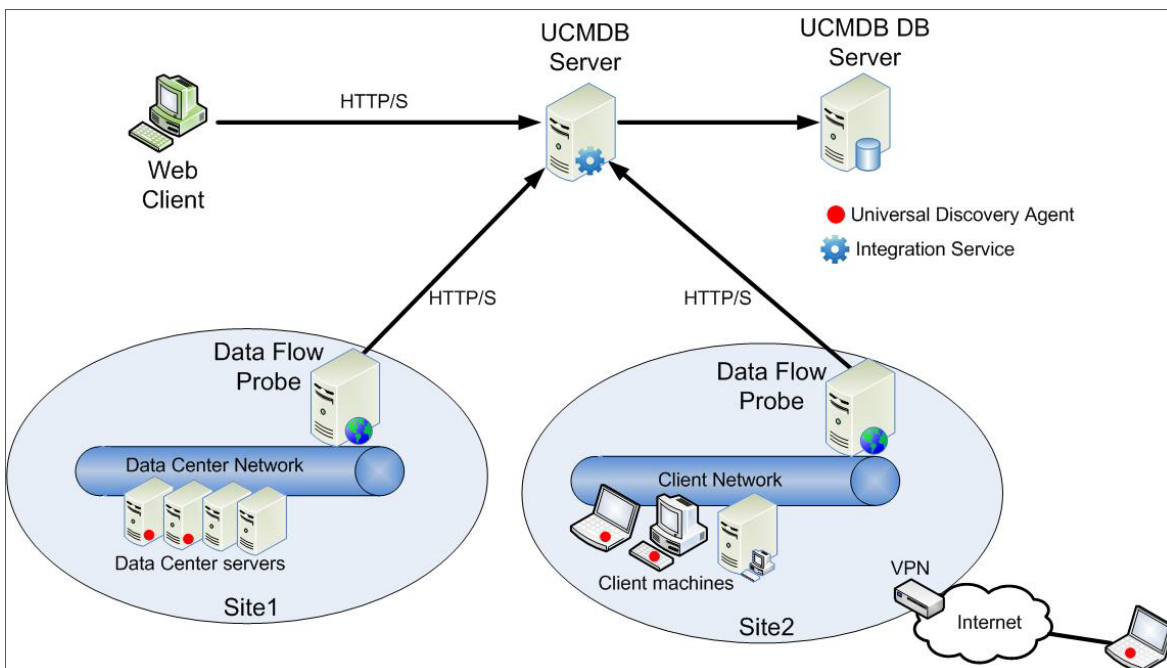 UCMDB
Server
UCMDB DB
Server
HTTP/S
Web
Client
Universal Discovery Agent
Integration Service
HTTP/S
HTTP/S
Data Flow
Probe
Data Flow
Probe
Data Center Network
Client Network
Data Center servers
Client machines
VPN
Site1
Site2
Internet